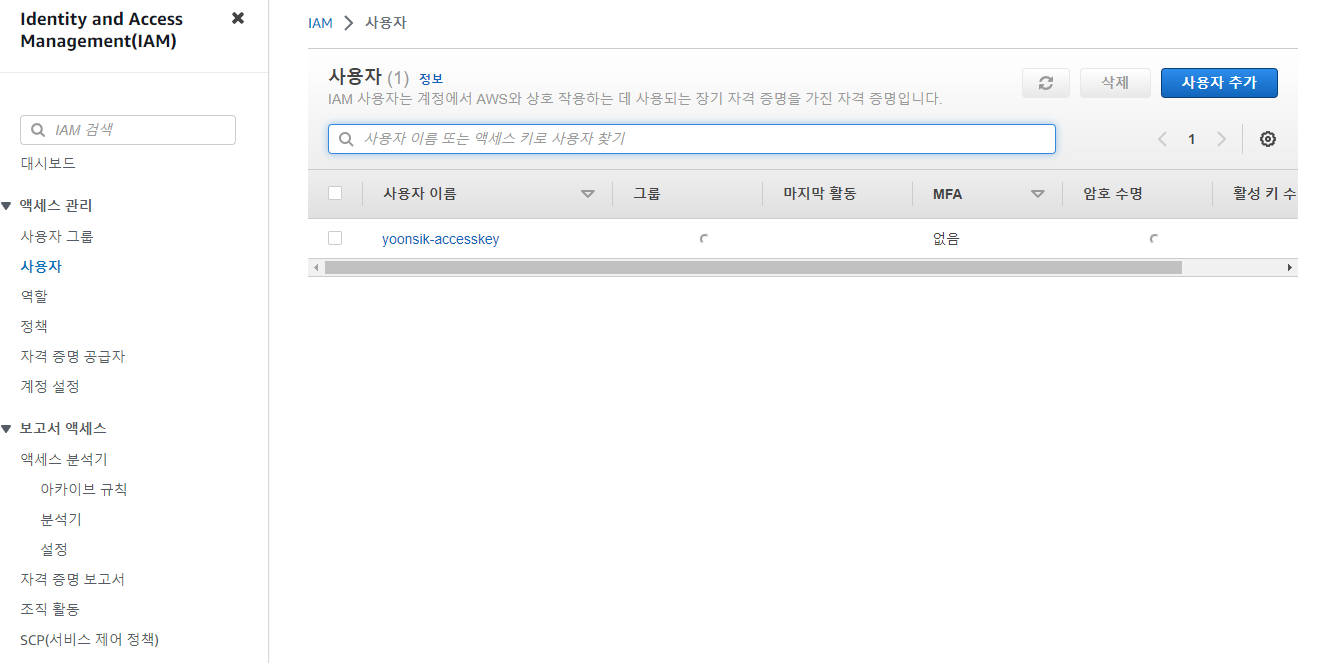 Identity and Access
Management(IAM)
IAM 검색
대시보드
액세스 관리
사용자 그룹
사용자
역할
정책
자격 증명 공급자
계정 설정
보고서 액세스
액세스 분석기
아카이브 규칙
분석기
설정
자격 증명 보고서
조직 활동
SCP(서비스 제어 정책)
IAM 사용자
사용자 (1) 정보
IAM 사용자는 계정에서 AWS와 상호 작용하는 데 사용되는 장기 자격 증명을 가진 자격 증명입니다.
삭제
사용자 추가
사용자 이름 또는 액세스 키로 사용자 찾기
1
사용자 이름 그룹 마지막 활동 MFA 암호 수명 활성 키 수
yoonsik-accesskey 없음